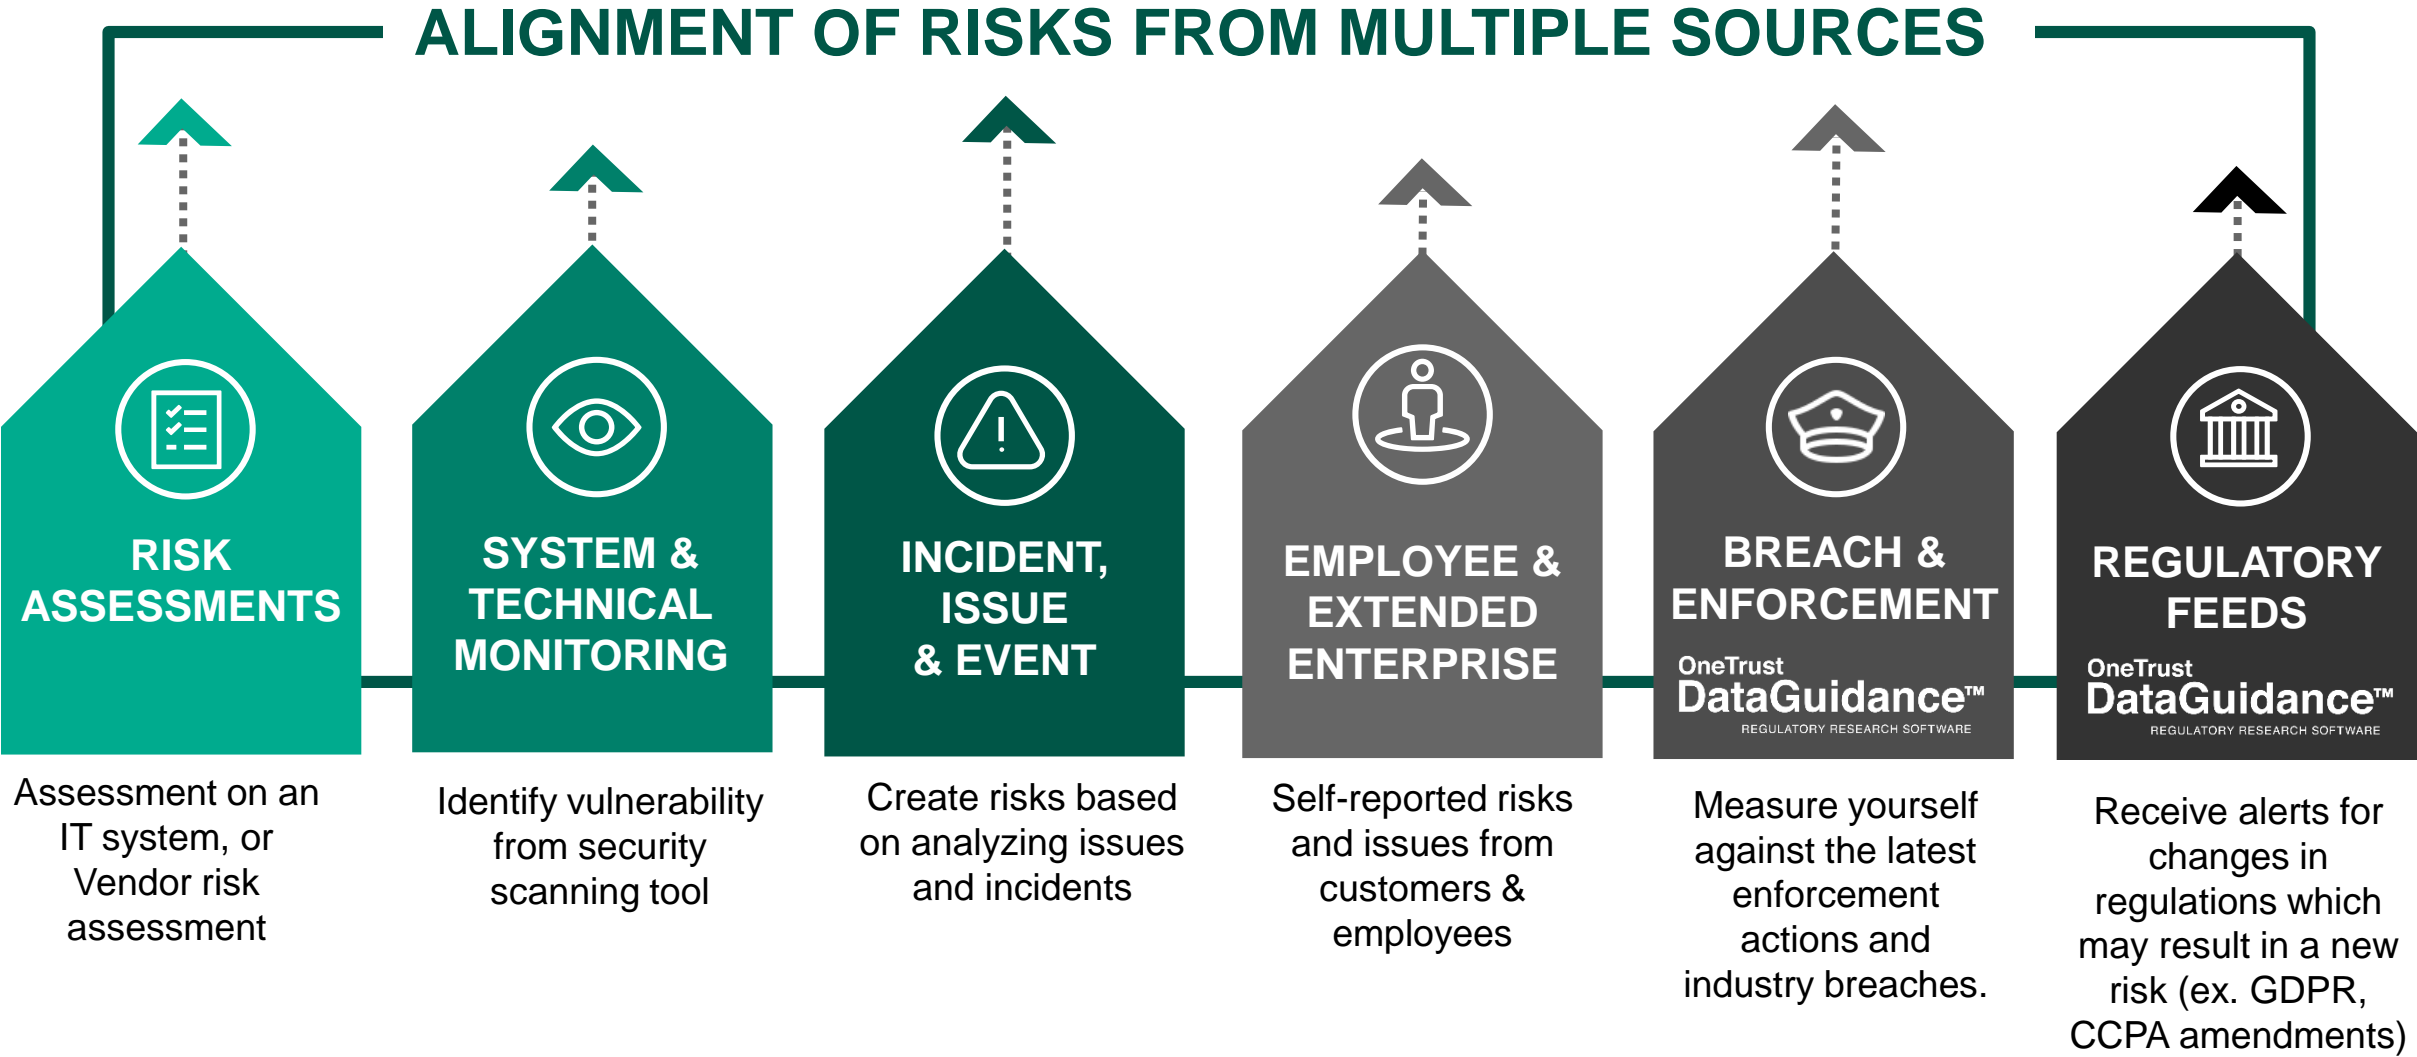 ALIGNMENT OF RISKS FROM MULTIPLE SOURCES
RISK
ASSESSMENTS
Assessment on an
IT system, or
Vendor risk
assessment
SYSTEM &
TECHNICAL
MONITORING
Identify vulnerability
from security
scanning tool
INCIDENT,
ISSUE
& EVENT
Create risks based
on analyzing issues
and incidents
EMPLOYEE &
EXTENDED
ENTERPRISE
Self-reported risks
and issues from
customers &
employees
BREACH &
ENFORCEMENT
OneTrust
DataGuidance™
REGULATORY RESEARCH SOFTWARE
Measure yourself
against the latest
enforcement
actions and
industry breaches.
REGULATORY
FEEDS
OneTrust
DataGuidance™
REGULATORY RESEARCH SOFTWARE
Receive alerts for
changes in
regulations which
may result in a new
risk (ex. GDPR,
CCPA amendments)